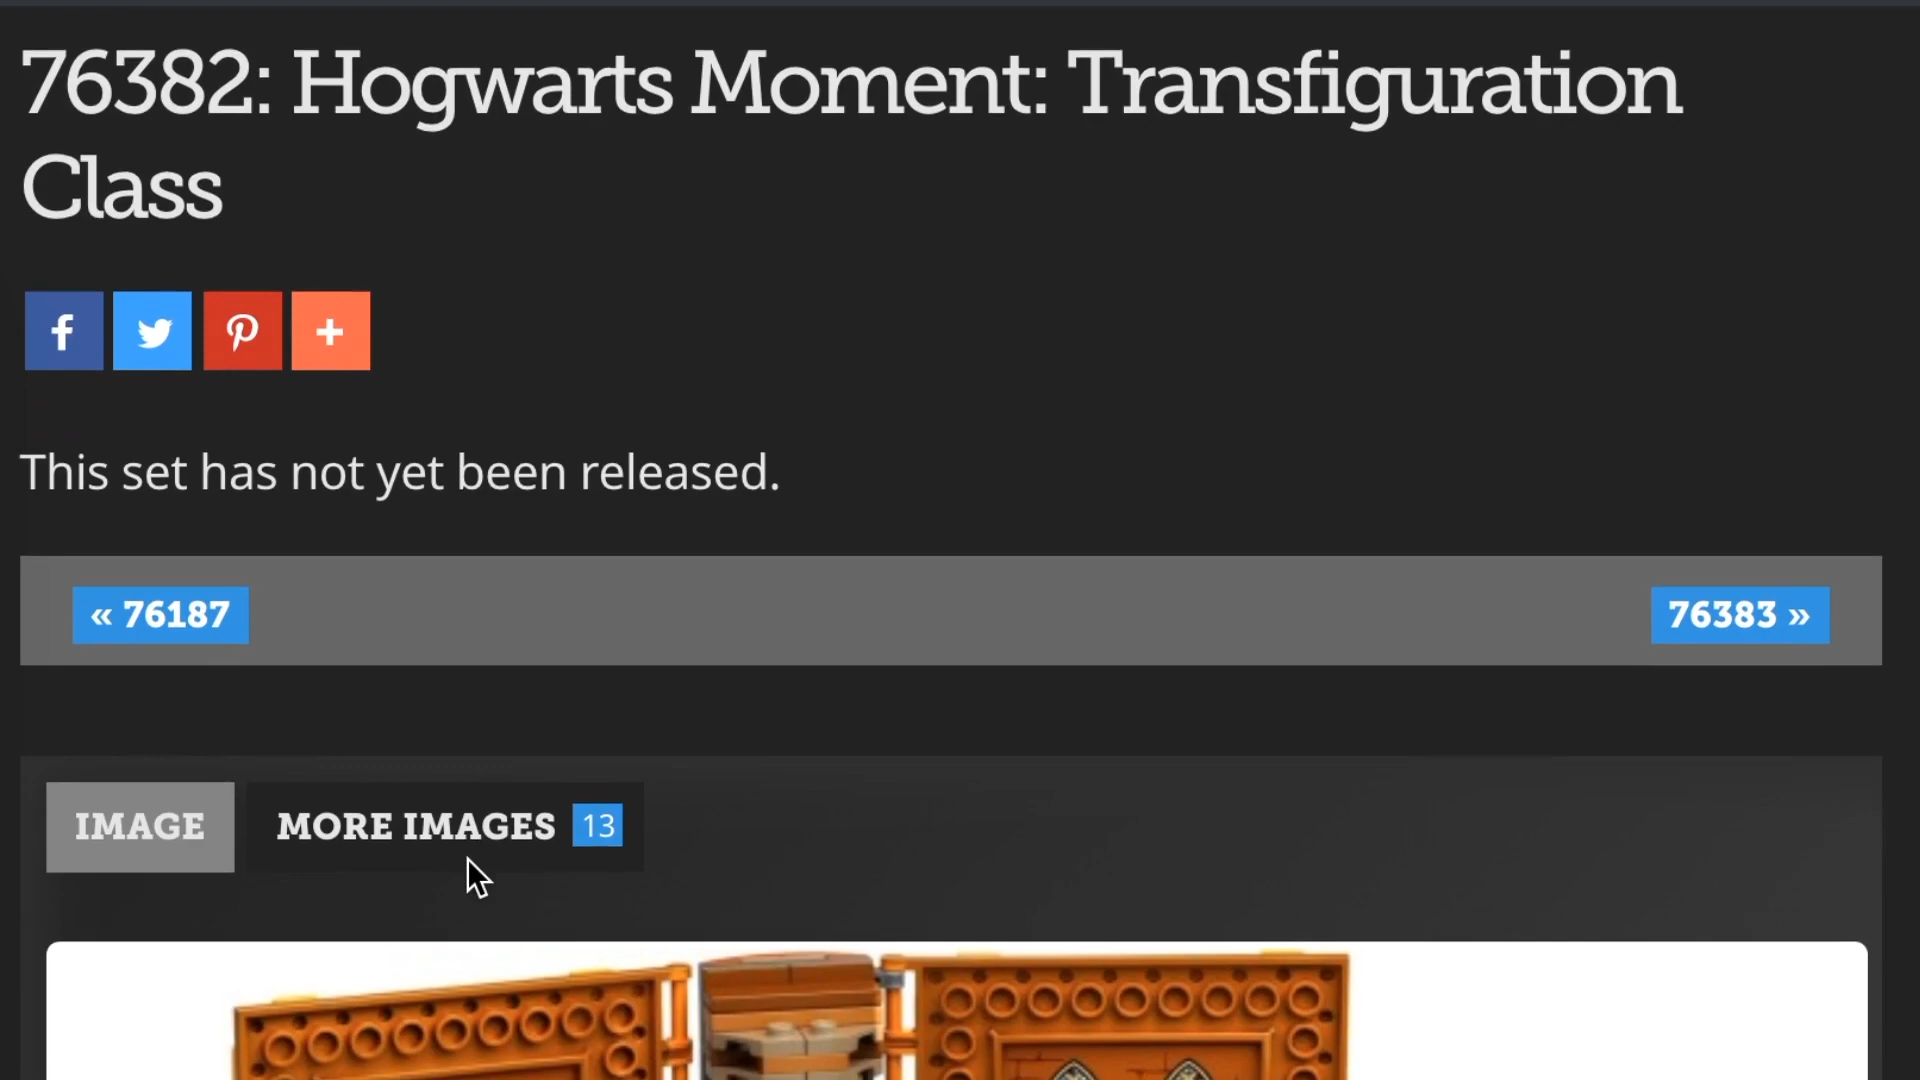 76382: Hogwarts Moment: Transfiguration
Class
This set has not yet been released.
« 76187
76383 »
IMAGE
MORE IMAGES 13